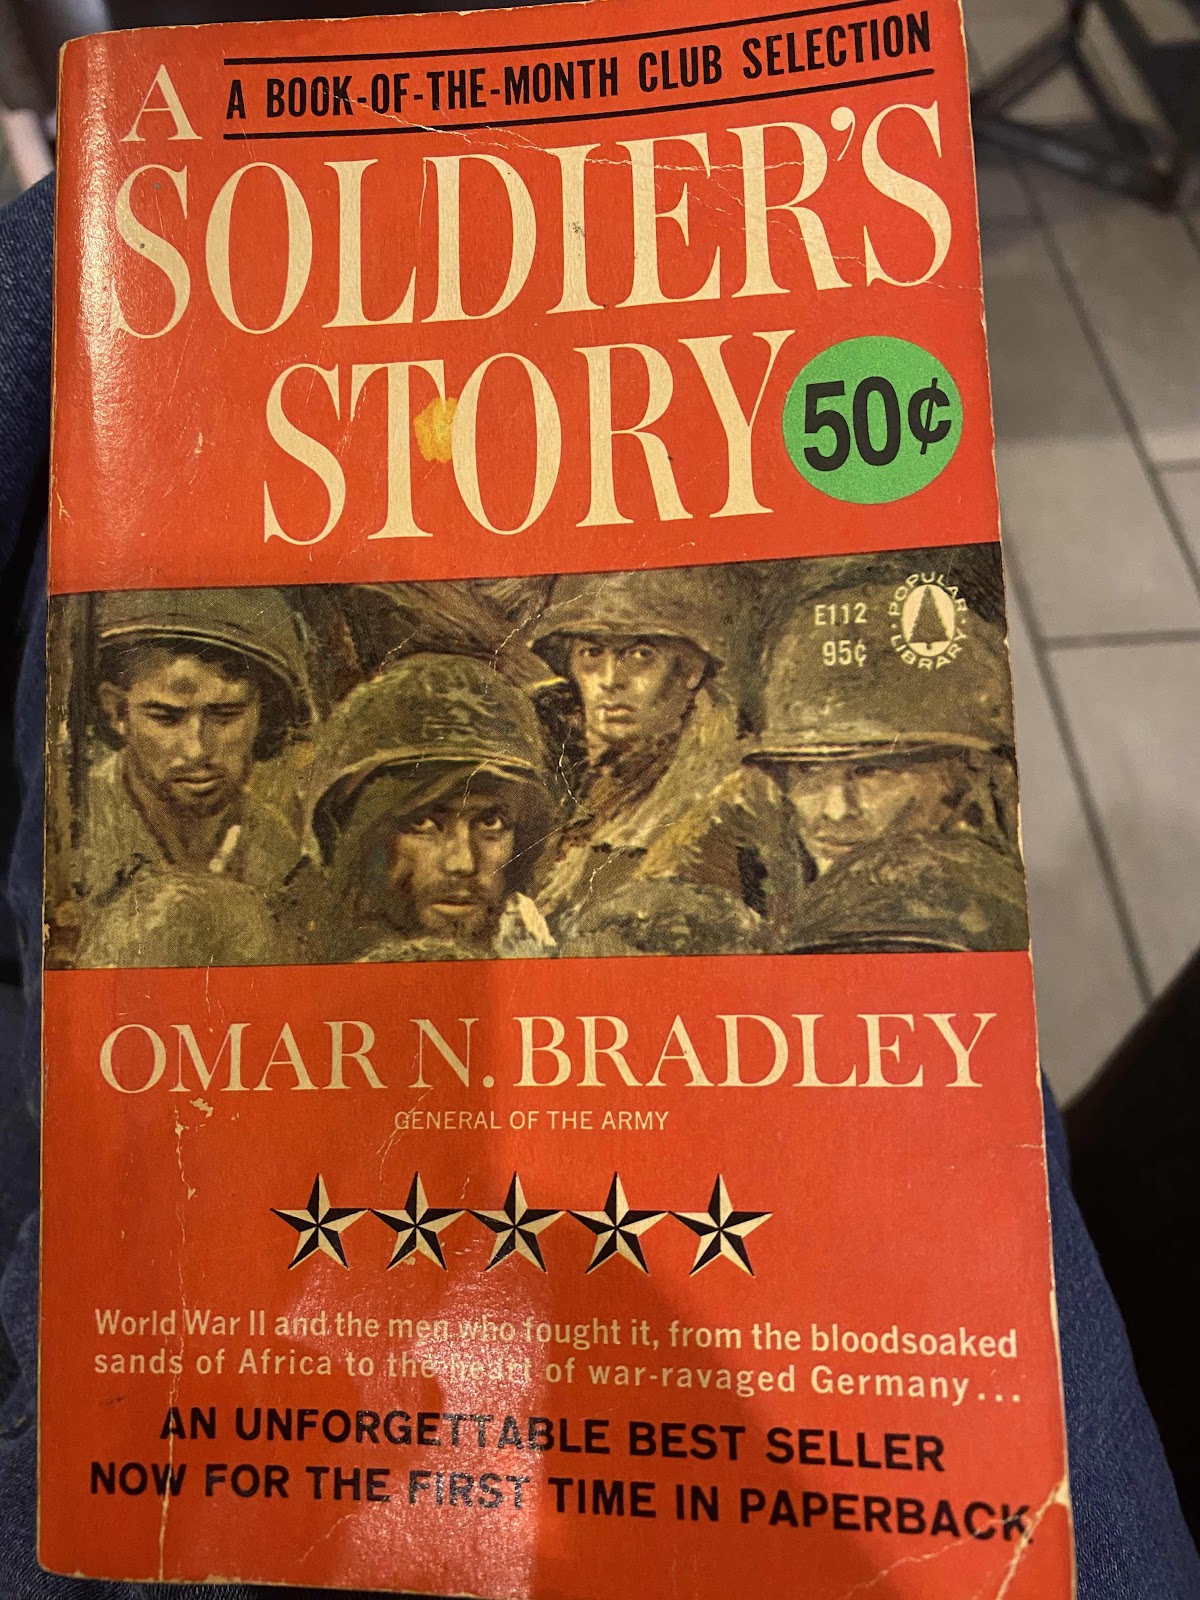 A BOOK-OF-THE-MONTH CLUB SELECTION
A
SOLDIER'S
STORY
50¢
E112
95¢
POPULAR LIBRARY
OMAR N. BRADLEY
GENERAL OF THE ARMY
World War II and the men who fought it, from the bloodsoaked
sands of Africa to the heart of war-ravaged Germany...
AN UNFORGETTABLE BEST SELLER
NOW FOR THE FIRST TIME IN PAPERBACK